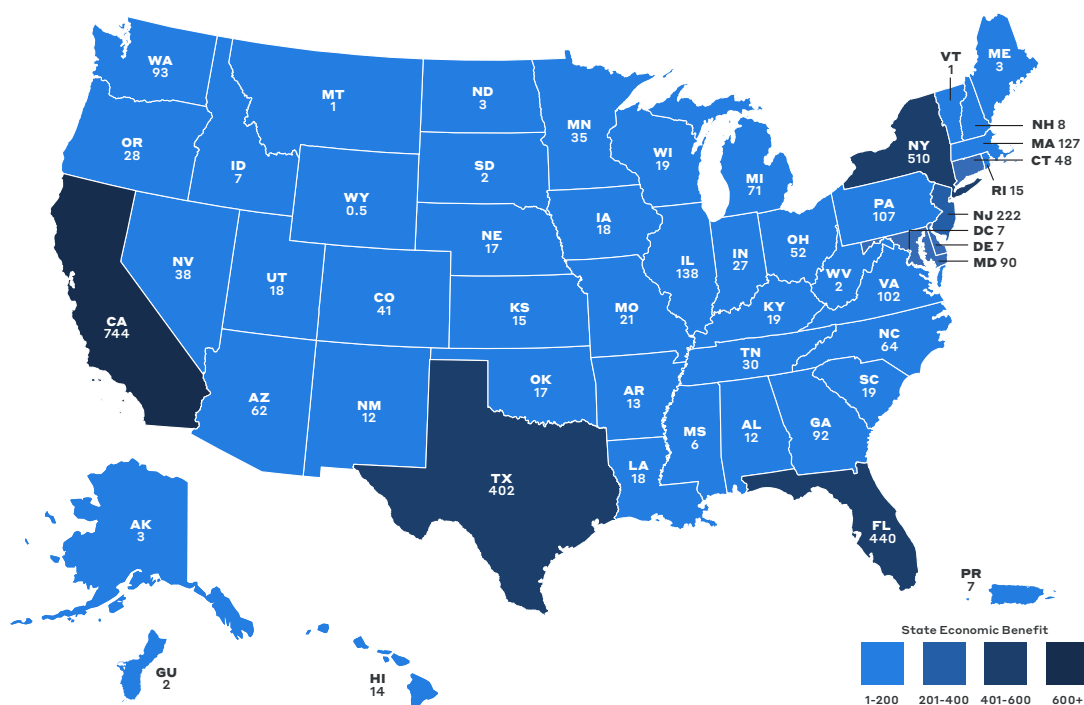 WA
93
MT
1
ND
3
MN
35
VT
1
ME
3
OR
28
ID
7
SD
2
WI
19
MI
71
NY
510
NH 8
MA 127
CT 48
RI 15
WY
0.5
NE
17
IA
18
PA
107
NJ 222
DC 7
DE 7
MD 90
NV
38
UT
18
CO
41
IL
138
IN
27
OH
52
WV
2
VA
102
KS
15
MO
21
KY
19
CA
744
NC
64
TN
30
AZ
62
NM
12
OK
17
AR
13
SC
19
MS
6
AL
12
GA
92
LA
18
TX
402
FL
440
AK
3
PR
7
GU
2
HI
14
State Economic Benefit
1-200 201-400 401-600 600+